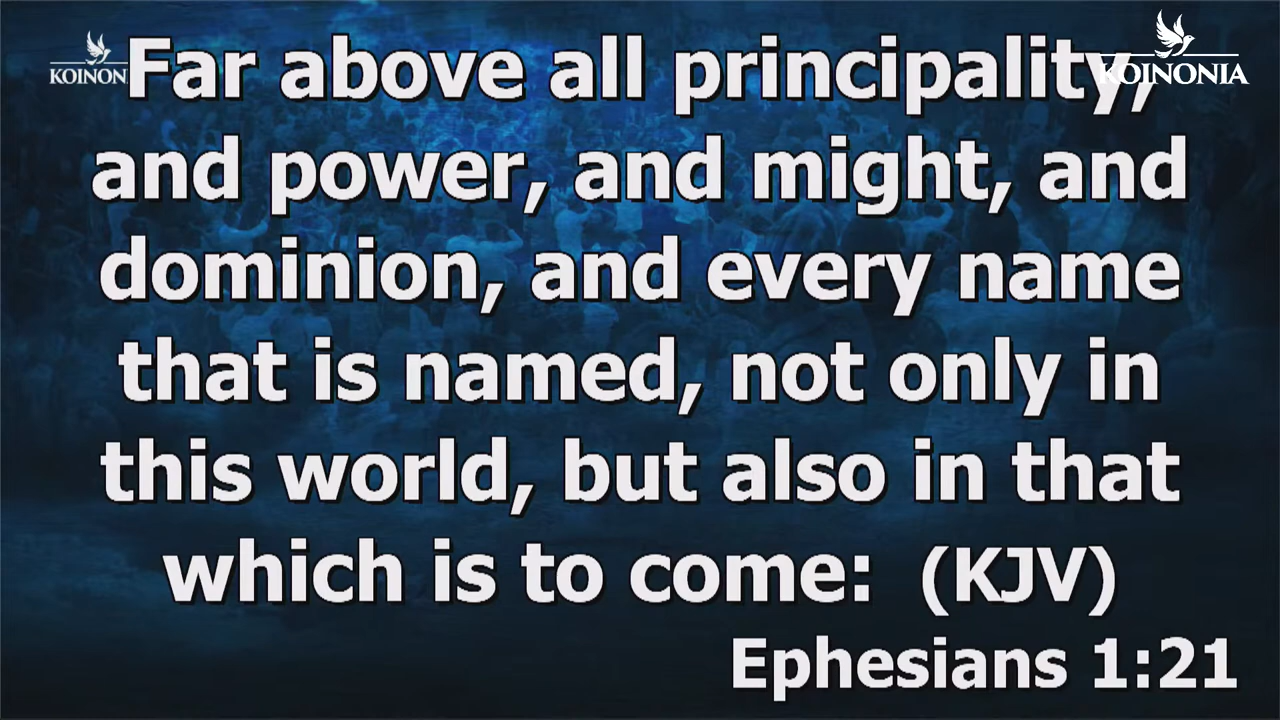 KOINON
KOINONIA
Far above all principality,
and power, and might, and
dominion, and every name
that is named, not only in
this world, but also in that
which is to come: (KJV)
Ephesians 1:21